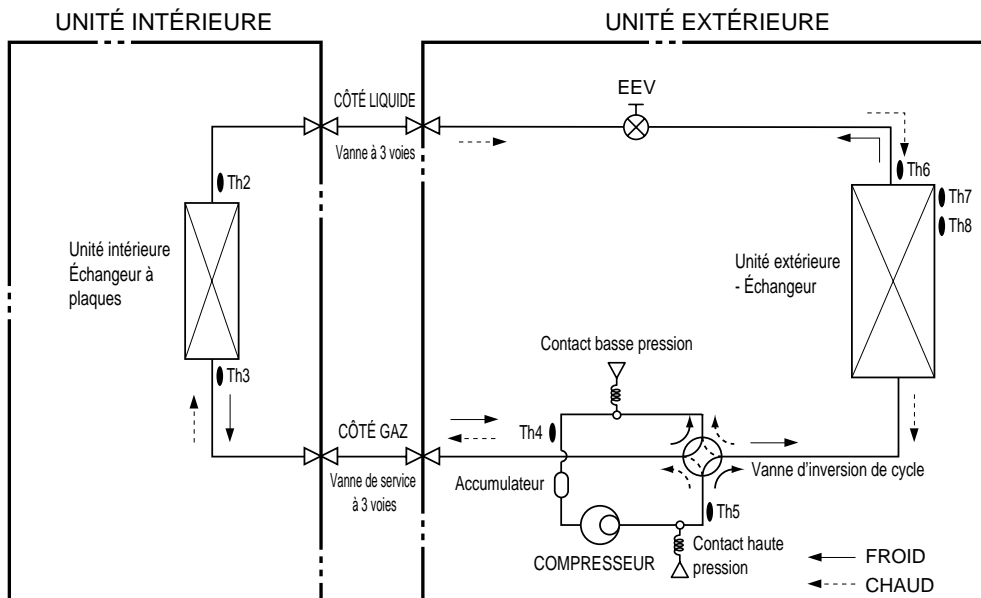 UNITÉ INTÉRIEURE
UNITÉ EXTÉRIEURE
CÔTÉ LIQUIDE
EEV
Vanne à 3 voies
Th2
Th6
Th7
Th8
Unité intérieure
Échangeur à
plaques
Unité extérieure
- Échangeur
Th3
Contact basse pression
CÔTÉ GAZ
Th4
Vanne d'inversion de cycle
Vanne de service
à 3 voies
Accumulateur
Th5
COMPRESSEUR
Contact haute
pression
FROID
CHAUD